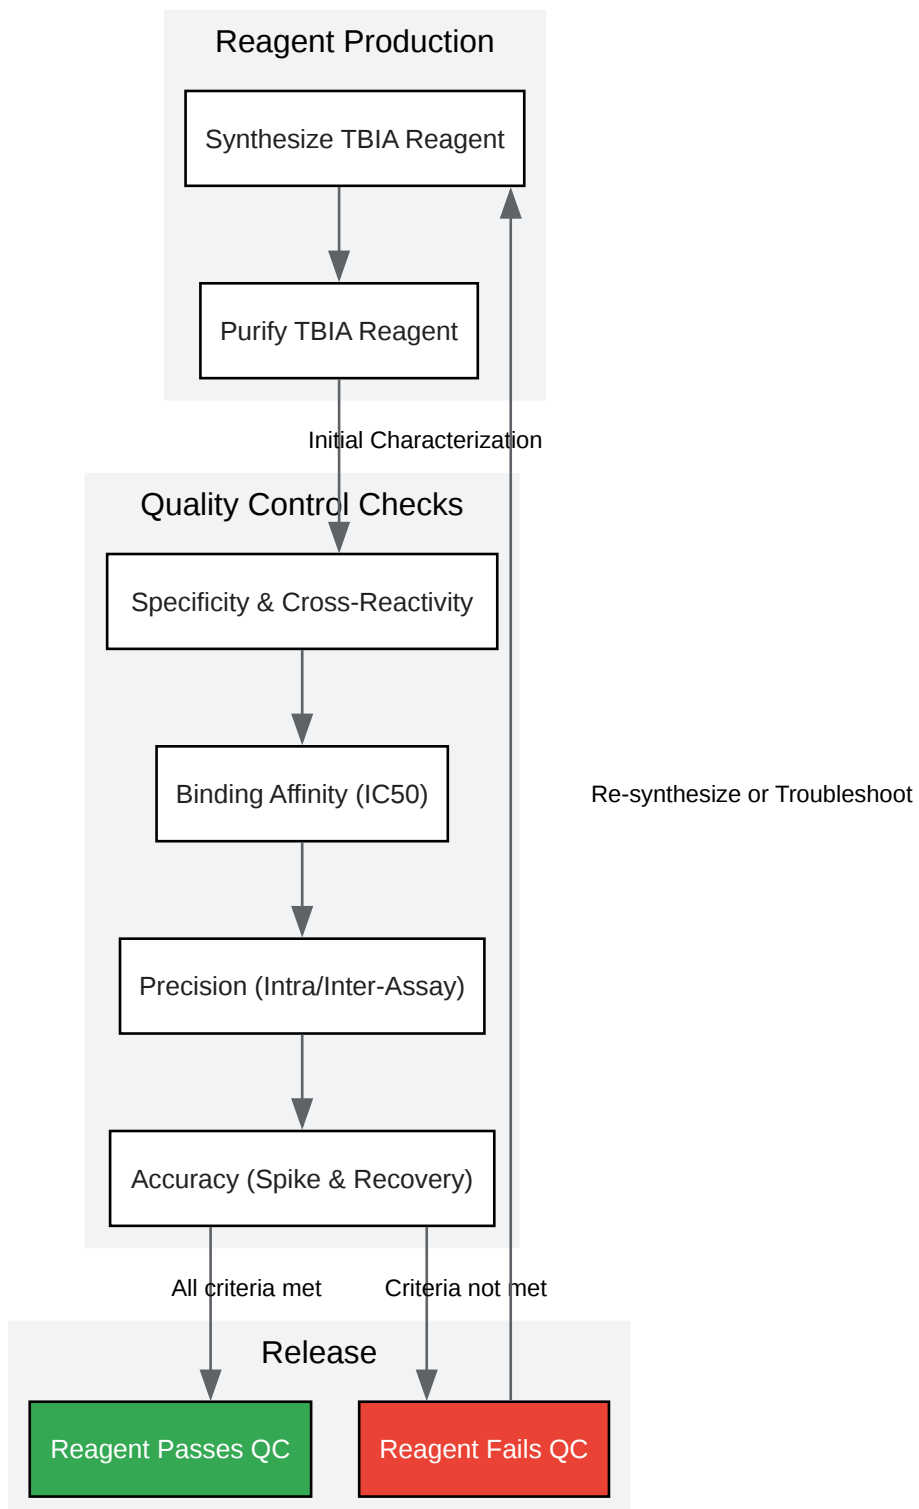 Reagent Production
Synthesize TBIA Reagent
Purify TBIA Reagent
Initial Characterization
Quality Control Checks
Specificity & Cross-Reactivity
Binding Affinity (IC50)
Re-synthesize or Troubleshoot
Precision (Intra/Inter-Assay)
Accuracy (Spike & Recovery)
All criteria met
Criteria not met
Release
Reagent Passes QC
Reagent Fails QC